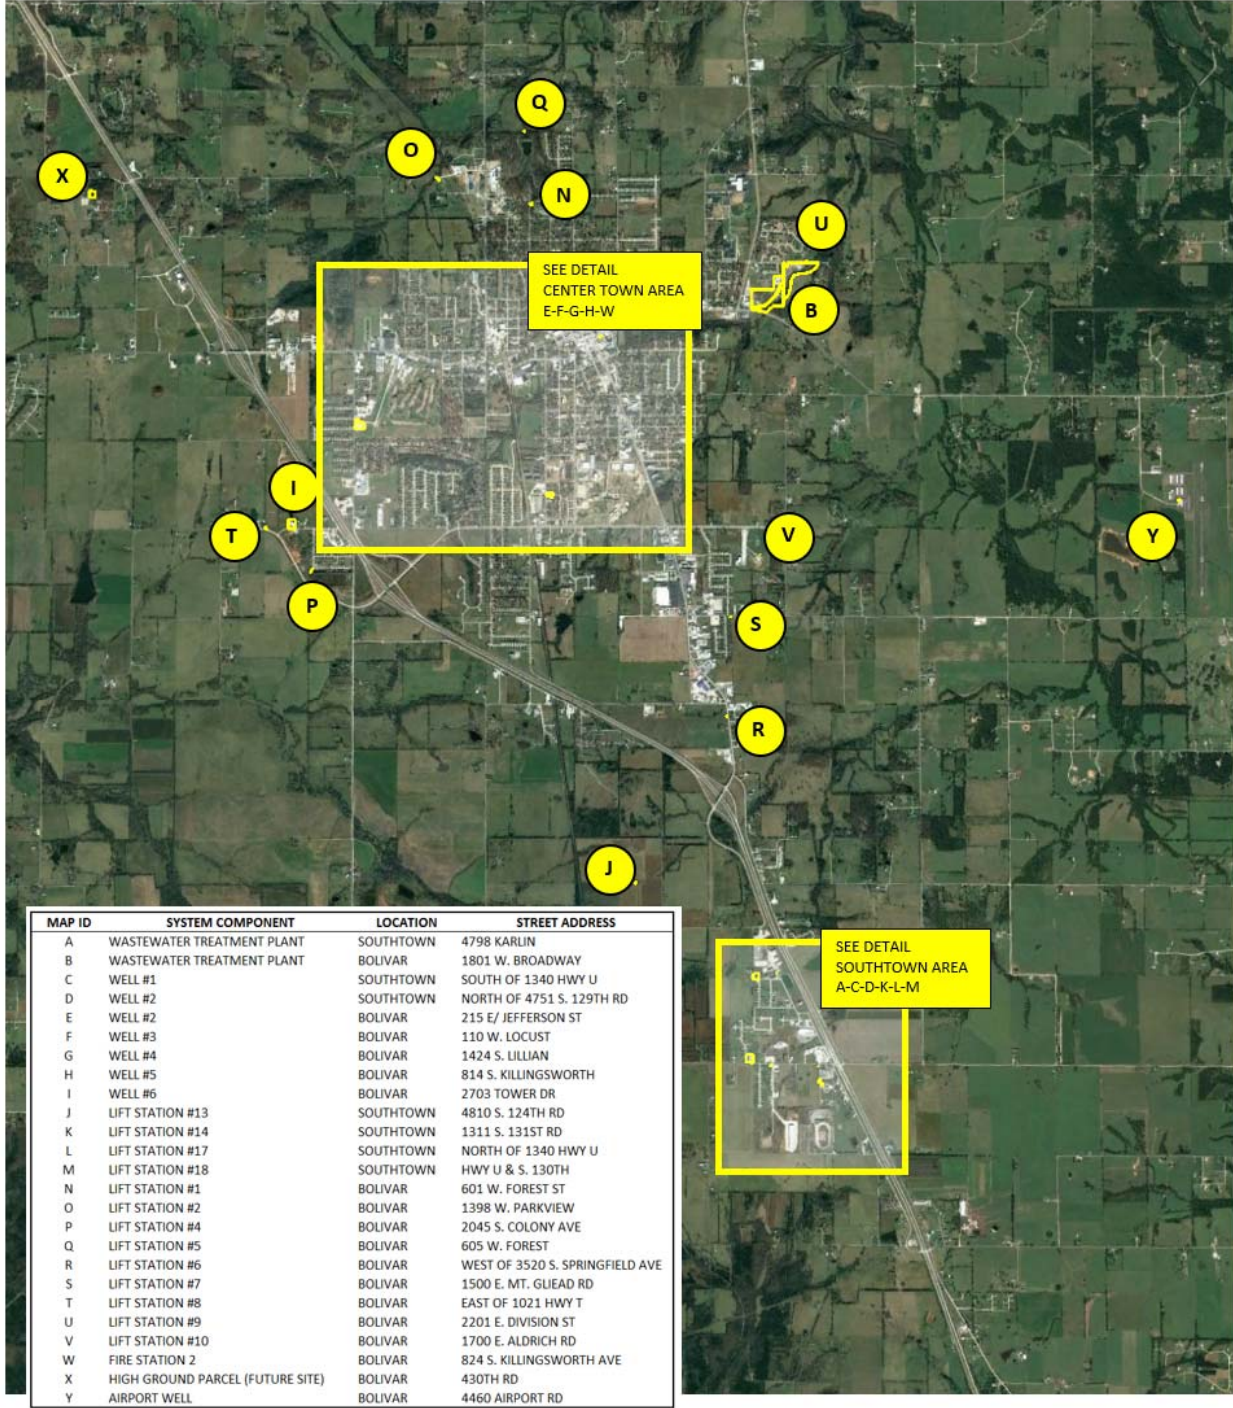 Q
O
X
N
U
SEE DETAIL
CENTER TOWN AREA
E-F-G-H-W
B
I
T
V
Y
P
S
R
J
SEE DETAIL
SOUTHTOWN AREA
A-C-D-K-L-M
MAP ID SYSTEM COMPONENT LOCATION STREET ADDRESS
A WASTEWATER TREATMENT PLANT SOUTHTOWN 4798 KARLIN
B WASTEWATER TREATMENT PLANT BOLIVAR 1801 W. BROADWAY
C WELL #1 SOUTHTOWN SOUTH OF 1340 HWY U
D WELL #2 SOUTHTOWN NORTH OF 4751 S. 129TH RD
E WELL #2 BOLIVAR 215 E/ JEFFERSON ST
F WELL #3 BOLIVAR 110 W. LOCUST
G WELL #4 BOLIVAR 1424 S. LILLIAN
H WELL #5 BOLIVAR 814 S. KILLINGSWORTH
I WELL #6 BOLIVAR 2703 TOWER DR
J LIFT STATION #13 SOUTHTOWN 4810 S. 124TH RD
K LIFT STATION #14 SOUTHTOWN 1311 S. 131ST RD
L LIFT STATION #17 SOUTHTOWN NORTH OF 1340 HWY U
M LIFT STATION #18 SOUTHTOWN HWY U & S. 130TH
N LIFT STATION #1 BOLIVAR 601 W. FOREST ST
O LIFT STATION #2 BOLIVAR 1398 W. PARKVIEW
P LIFT STATION #4 BOLIVAR 2045 S. COLONY AVE
Q LIFT STATION #5 BOLIVAR 605 W. FOREST
R LIFT STATION #6 BOLIVAR WEST OF 3520 S. SPRINGFIELD AVE
S LIFT STATION #7 BOLIVAR 1500 E. MT. GLIEAD RD
T LIFT STATION #8 BOLIVAR EAST OF 1021 HWY T
U LIFT STATION #9 BOLIVAR 2201 E. DIVISION ST
V LIFT STATION #10 BOLIVAR 1700 E. ALDRICH RD
W FIRE STATION 2 BOLIVAR 824 S. KILLINGSWORTH AVE
X HIGH GROUND PARCEL (FUTURE SITE) BOLIVAR 430TH RD
Y AIRPORT WELL BOLIVAR 4460 AIRPORT RD